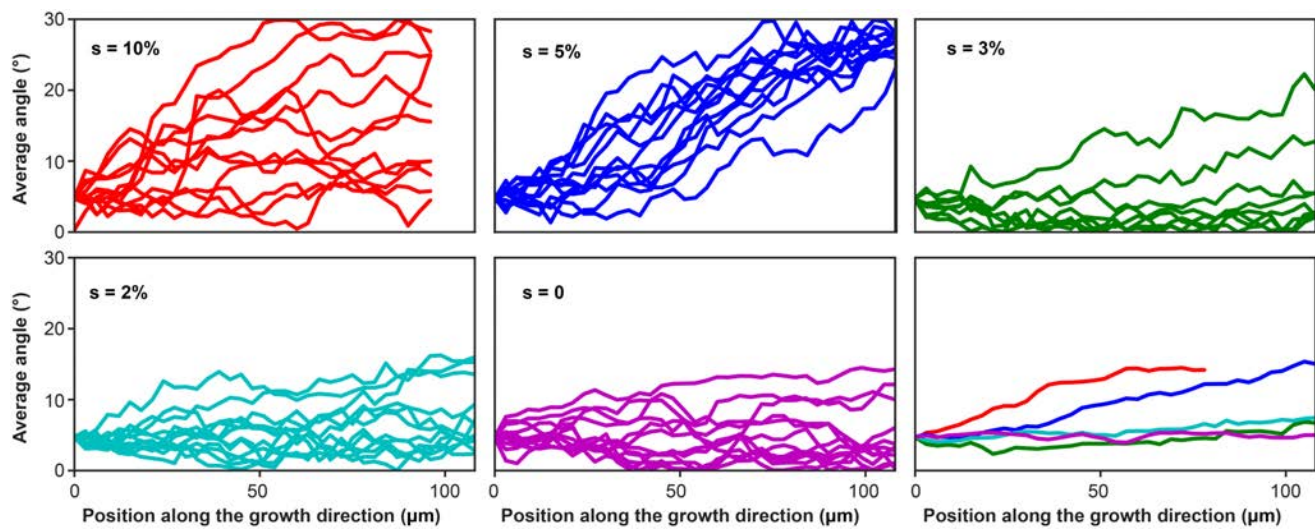 Average angle (°)
30
20
10
0
s = 10%
s = 5%
s = 3%
Average angle (°)
30
20
10
0
s = 2%
s = 0
0
50
100
0
50
100
0
50
100
Position along the growth direction (μm)
Position along the growth direction (μm)
Position along the growth direction (μm)